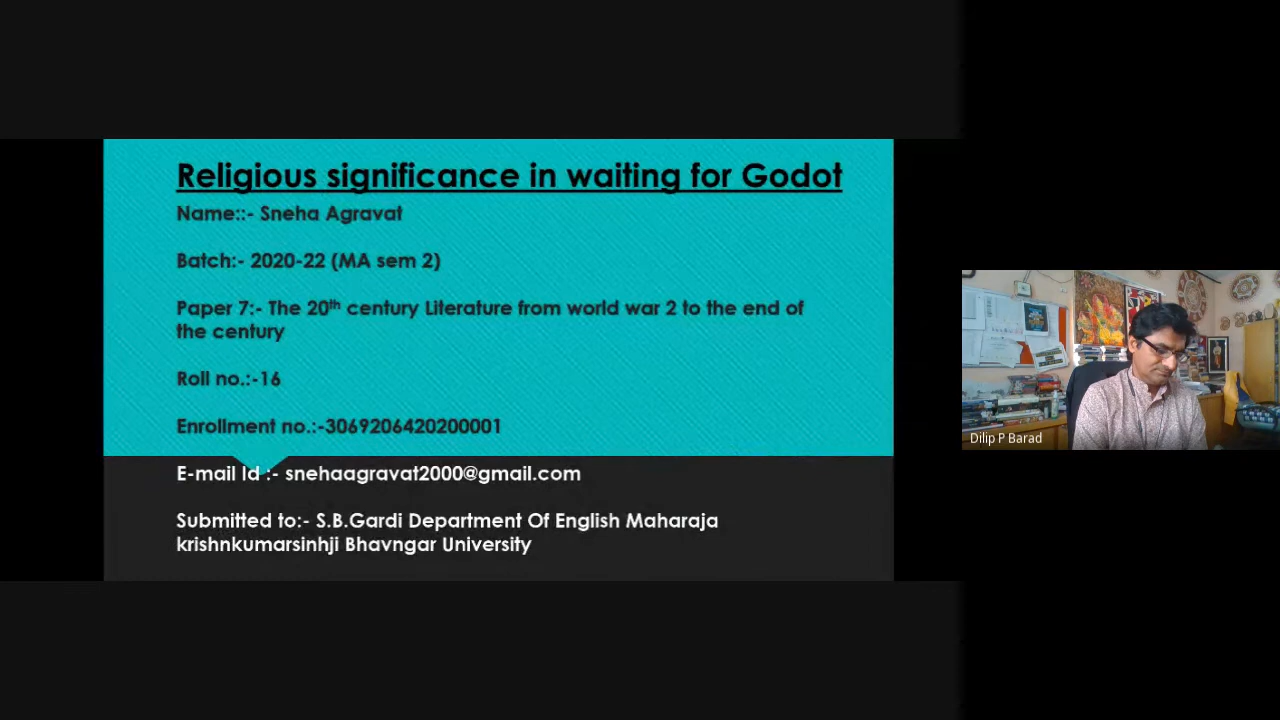 Religious significance in waiting for Godot
Name::- Sneha Agravat
Batch:- 2020-22 (MA sem 2)
Paper 7:- The 20th century Literature from world war 2 to the end of
the century
Roll no.:-16
Enrollment no.:-3069206420200001
E-mail Id :- snehaagravat2000@gmail.com
Submitted to:- S.B.Gardi Department Of English Maharaja
krishnkumarsinhji Bhavngar University
Dilip P Barad